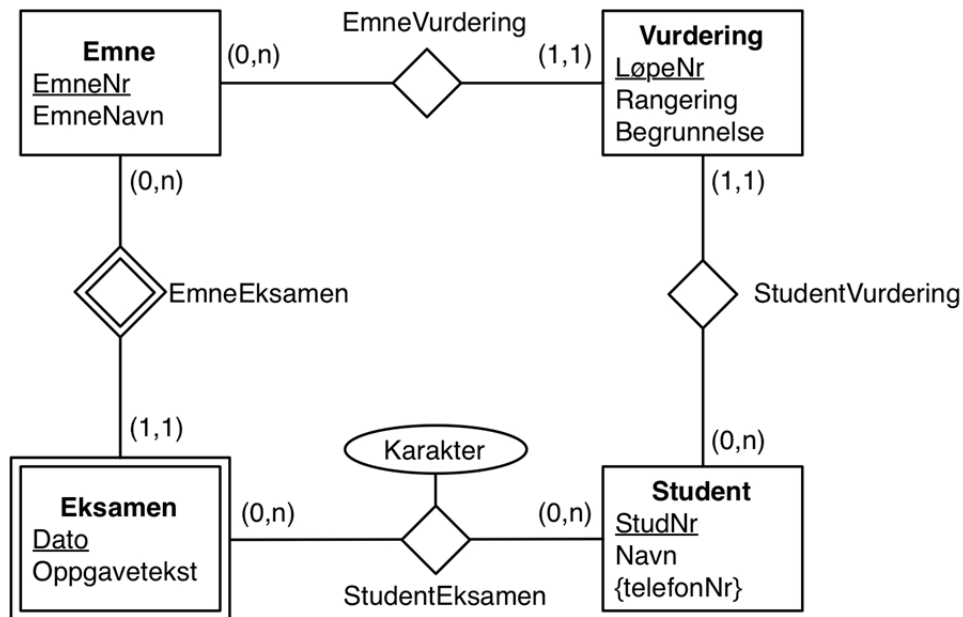 EmneVurdering
Emne
EmneNr
EmneNavn
(0,n)
(1,1)
Vurdering
LøpeNr
Rangering
Begrunnelse
(0,n)
(1,1)
EmneEksamen
StudentVurdering
(1,1)
(0,n)
Karakter
Eksamen
Dato
Oppgavetekst
(0,n)
(0,n)
Student
StudNr
Navn
{telefonNr}
StudentEksamen